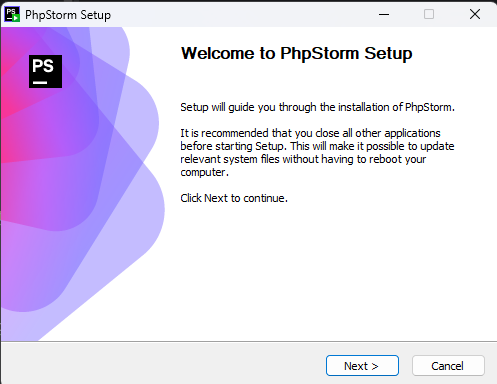 PhpStorm Setup
PS
Welcome to PhpStorm Setup
Setup will guide you through the installation of PhpStorm.
It is recommended that you close all other applications
before starting Setup. This will make it possible to update
relevant system files without having to reboot your
computer.
Click Next to continue.
Next >
Cancel